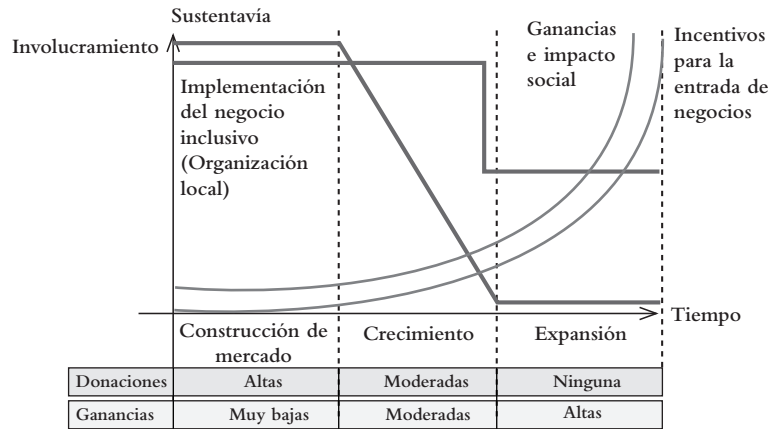 Sustentavía
Involucramiento
Ganancias
e impacto
social
Incentivos
para la
entrada de
negocios
Implementación
del negocio
inclusivo
(Organización
local)
Tiempo
Construcción de
mercado
Crecimiento
Expansión
Donaciones Altas Moderadas Ninguna
Ganancias Muy bajas Moderadas Altas